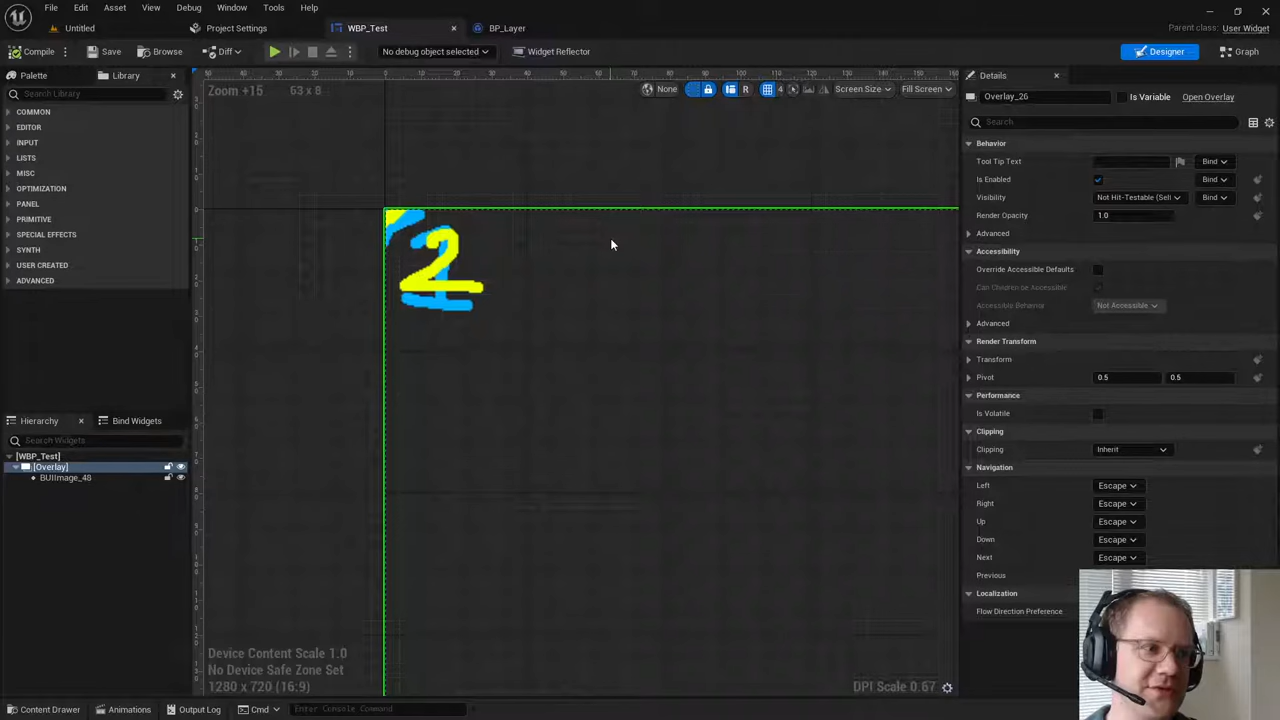 File Edit Asset View Debug Window Tools Help
Parent class: User Widget
Untitled Project Settings WBP_Test BP_Layer
Compile Save Browse Diff No debug object selected Widget Reflector Designer Graph
Palette Library Details
Search Library
Zoom +15 63 x 8 None R 4 Screen Size Fill Screen
Overlay_26 Is Variable Open Overlay
Search
COMMON
EDITOR
INPUT
LISTS
MISC
OPTIMIZATION
PANEL
PRIMITIVE
SPECIAL EFFECTS
SYNTH
USER CREATED
ADVANCED
2
1
Behavior
Tool Tip Text Bind
Is Enabled Bind
Visibility Not Hit-Testable (Self Bind
Render Opacity 1.0
Advanced
Accessibility
Override Accessible Defaults
Can Children be Accessible
Accessible Behavior Not Accessible
Advanced
Render Transform
Transform
Pivot 0.5 0.5
Performance
Is Volatile
Clipping
Clipping Inherit
Navigation
Left Escape
Right Escape
Up Escape
Down Escape
Next Escape
Previous
Localization
Flow Direction Preference
Hierarchy Bind Widgets
Search Widgets
[WBP_Test]
[Overlay]
BUIImage_48
Device Content Scale 1.0
No Device Safe Zone Set
1280 x 720 (16:9)
DPI Scale 0.67
Content Drawer Animations Output Log Cmd Enter Console Command